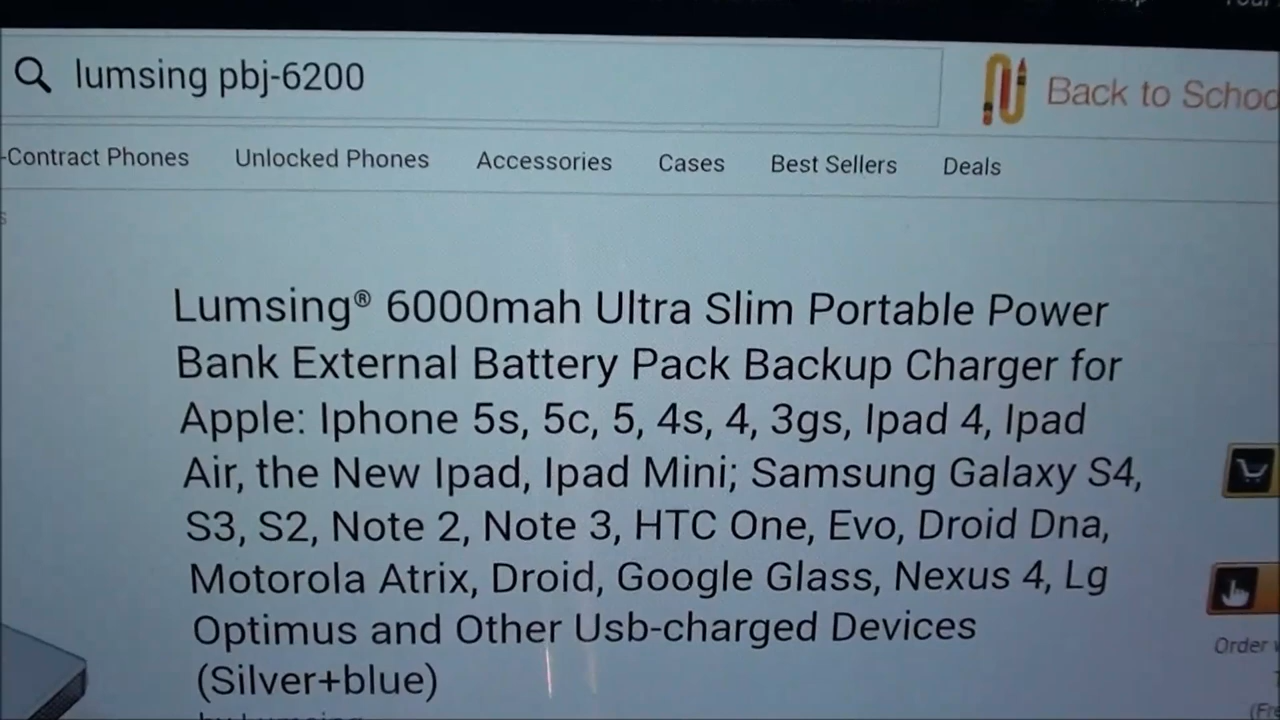 lumsing pbj-6200
Back to Schoo
-Contract Phones Unlocked Phones Accessories Cases Best Sellers Deals
Lumsing® 6000mah Ultra Slim Portable Power
Bank External Battery Pack Backup Charger for
Apple: Iphone 5s, 5c, 5, 4s, 4, 3gs, Ipad 4, Ipad
Air, the New Ipad, Ipad Mini; Samsung Galaxy S4,
S3, S2, Note 2, Note 3, HTC One, Evo, Droid Dna,
Motorola Atrix, Droid, Google Glass, Nexus 4, Lg
Optimus and Other Usb-charged Devices
(Silver+blue)
Order